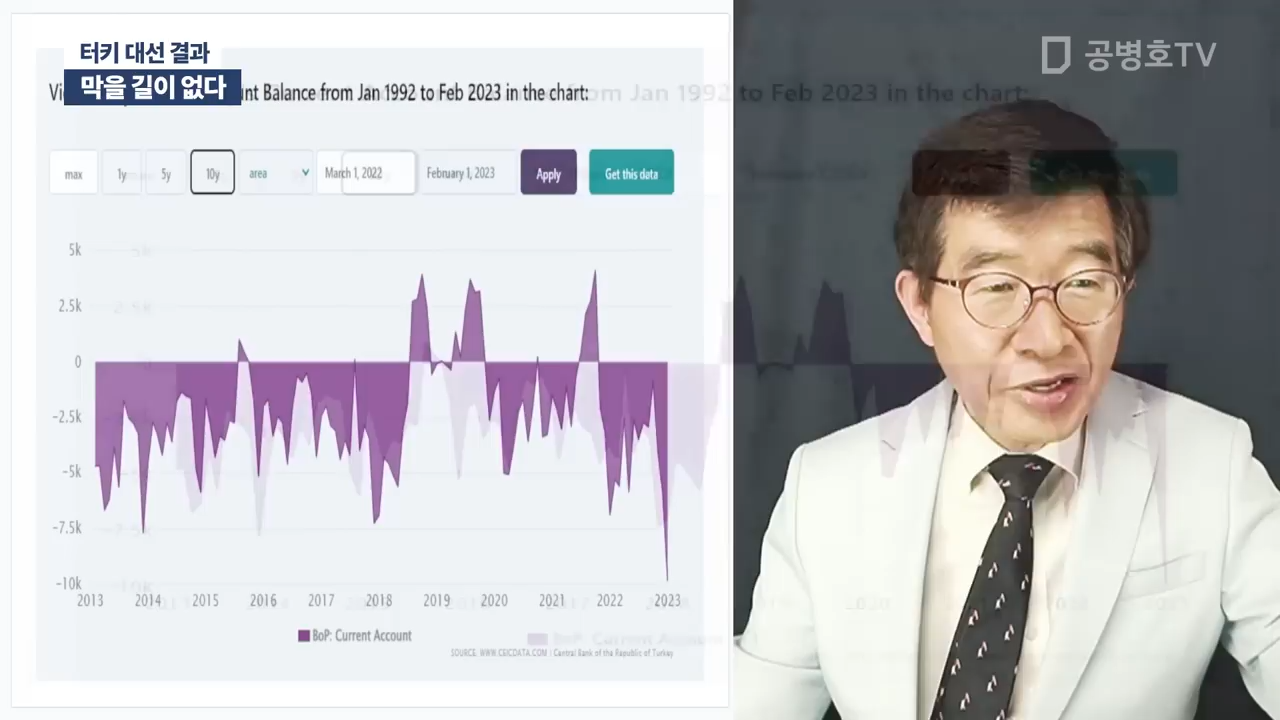 터키 대선 결과
막을 길이 없다
공병호TV
Vi unt Balance from Jan 1992 to Feb 2023 in the chart:
max 1y 5y 10y area March 1, 2022 February 1, 2023 Apply Get this data
5k
2.5k
0
-2.5k
-5k
-7.5k
-10k
2013 2014 2015 2016 2017 2018 2019 2020 2021 2022 2023
BoP: Current Account
SOURCE: WWW.CEICDATA.COM | Central Bank of the Republic of Turkey